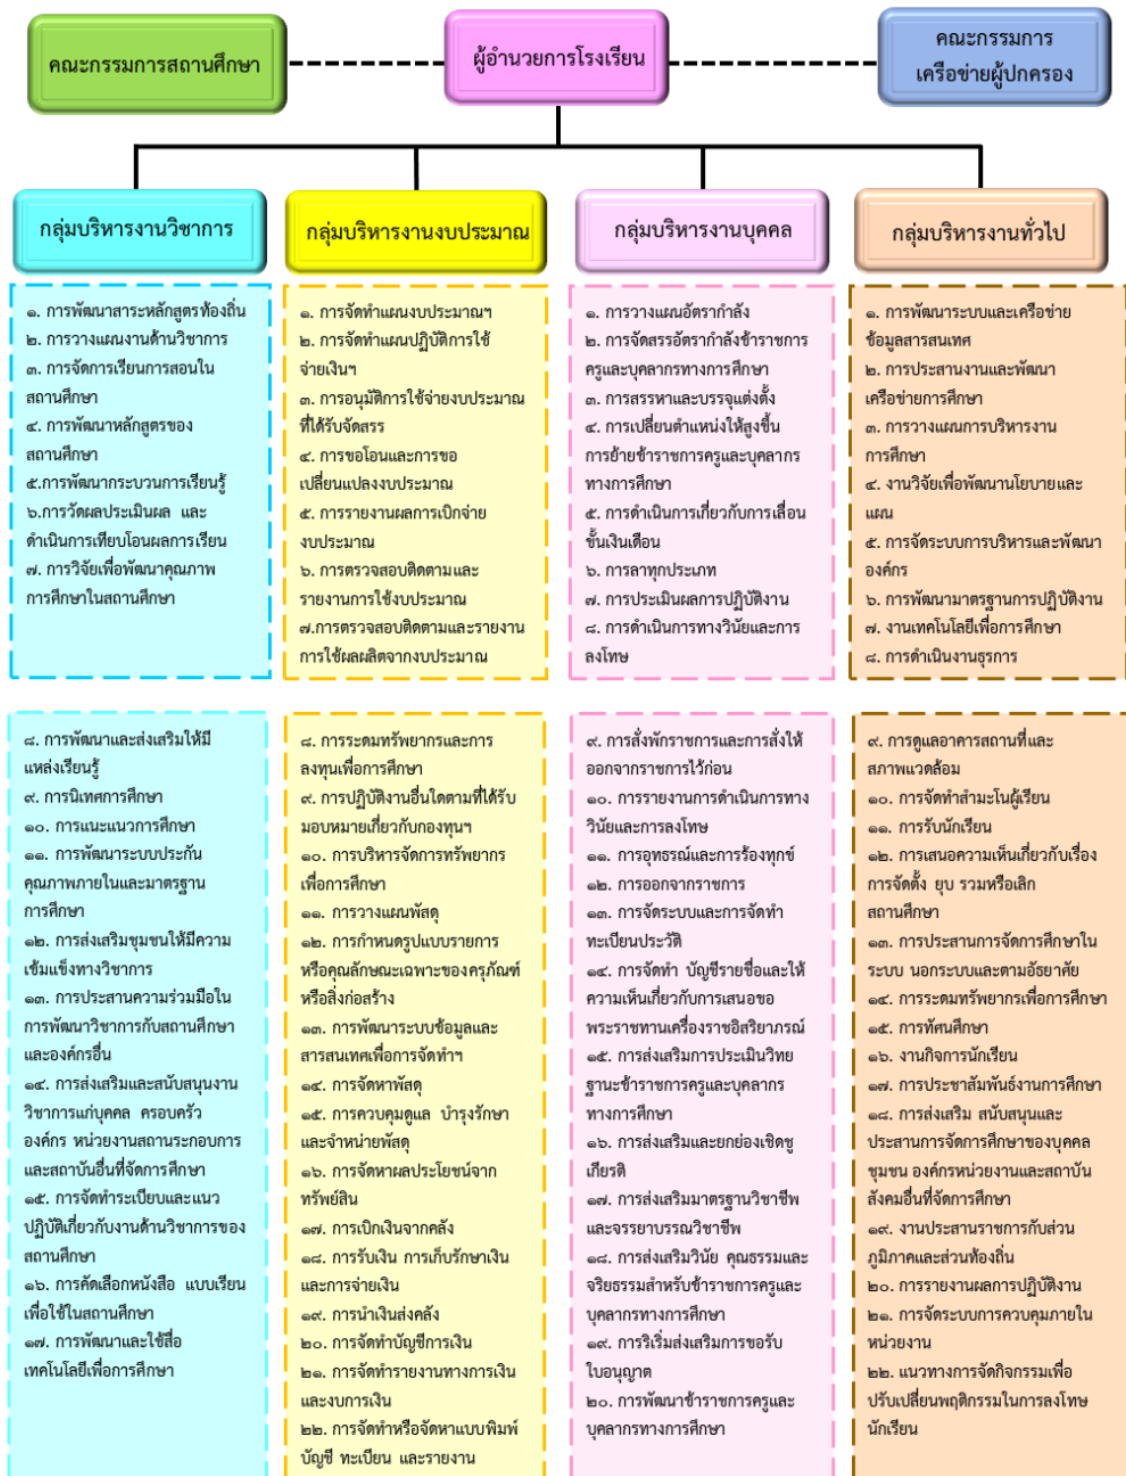 คณะกรรมการสถานศึกษา
ผู้อำนวยการโรงเรียน
คณะกรรมการ
เครือข่ายผู้ปกครอง
กลุ่มบริหารงานวิชาการ
กลุ่มบริหารงานงบประมาณ
กลุ่มบริหารงานบุคคล
กลุ่มบริหารงานทั่วไป
๑. การพัฒนาสาระหลักสูตรท้องถิ่น
๒. การวางแผนงานด้านวิชาการ
๓. การจัดการเรียนการสอนใน
สถานศึกษา
๔. การพัฒนาหลักสูตรของ
สถานศึกษา
๕.การพัฒนากระบวนการเรียนรู้
๖.การวัดผลประเมินผล และ
ดำเนินการเทียบโอนผลการเรียน
๗. การวิจัยเพื่อพัฒนาคุณภาพ
การศึกษาในสถานศึกษา
๑. การจัดทำแผนงบประมาณฯ
๒. การจัดทำแผนปฏิบัติการใช้
จ่ายเงินฯ
๓. การอนุมัติการใช้จ่ายงบประมาณ
ที่ได้รับจัดสรร
๔. การขอโอนและการขอ
เปลี่ยนแปลงงบประมาณ
๕. การรายงานผลการเบิกจ่าย
งบประมาณ
๖. การตรวจสอบติดตามและ
รายงานการใช้งบประมาณ
๗.การตรวจสอบติดตามและรายงาน
การใช้ผลผลิตจากงบประมาณ
๑. การวางแผนอัตรากำลัง
๒. การจัดสรรอัตรากำลังข้าราชการ
ครูและบุคลากรทางการศึกษา
๓. การสรรหาและบรรจุแต่งตั้ง
๔. การเปลี่ยนตำแหน่งให้สูงขึ้น
การย้ายข้าราชการครูและบุคลากร
ทางการศึกษา
๕. การดำเนินการเกี่ยวกับการเลื่อน
ขั้นเงินเดือน
๖. การลาทุกประเภท
๗. การประเมินผลการปฏิบัติงาน
๘. การดำเนินการทางวินัยและการ
ลงโทษ
๑. การพัฒนาระบบและเครือข่าย
ข้อมูลสารสนเทศ
๒. การประสานงานและพัฒนา
เครือข่ายการศึกษา
๓. การวางแผนการบริหารงาน
การศึกษา
๔. งานวิจัยเพื่อพัฒนานโยบายและ
แผน
๕. การจัดระบบการบริหารและพัฒนา
องค์กร
๖. การพัฒนามาตรฐานการปฏิบัติงาน
๗. งานเทคโนโลยีเพื่อการศึกษา
๘. การดำเนินงานธุรการ
๘. การพัฒนาและส่งเสริมให้มี
แหล่งเรียนรู้
๙. การนิเทศการศึกษา
๑๐. การแนะแนวการศึกษา
๑๑. การพัฒนาระบบประกัน
คุณภาพภายในและมาตรฐาน
การศึกษา
๑๒. การส่งเสริมชุมชนให้มีความ
เข้มแข็งทางวิชาการ
๑๓. การประสานความร่วมมือใน
การพัฒนาวิชาการกับสถานศึกษา
และองค์กรอื่น
๑๔. การส่งเสริมและสนับสนุนงาน
วิชาการแก่บุคคล ครอบครัว
องค์กร หน่วยงานสถานระกอบการ
และสถาบันอื่นที่จัดการศึกษา
๑๕. การจัดทำระเบียบและแนว
ปฏิบัติเกี่ยวกับงานด้านวิชาการของ
สถานศึกษา
๑๖. การคัดเลือกหนังสือ แบบเรียน
เพื่อใช้ในสถานศึกษา
๑๗. การพัฒนาและใช้สื่อ
เทคโนโลยีเพื่อการศึกษา
๘. การระดมทรัพยากรและการ
ลงทุนเพื่อการศึกษา
๙. การปฏิบัติงานอื่นใดตามที่ได้รับ
มอบหมายเกี่ยวกับกองทุนฯ
๑๐. การบริหารจัดการทรัพยากร
เพื่อการศึกษา
๑๑. การวางแผนพัสดุ
๑๒. การกำหนดรูปแบบรายการ
หรือคุณลักษณะเฉพาะของครุภัณฑ์
หรือสิ่งก่อสร้าง
๑๓. การพัฒนาระบบข้อมูลและ
สารสนเทศเพื่อการจัดทำฯ
๑๔. การจัดหาพัสดุ
๑๕. การควบคุมดูแล บำรุงรักษา
และจำหน่ายพัสดุ
๑๖. การจัดหาผลประโยชน์จาก
ทรัพย์สิน
๑๗. การเบิกเงินจากคลัง
๑๘. การรับเงิน การเก็บรักษาเงิน
และการจ่ายเงิน
๑๙. การนำเงินส่งคลัง
๒๐. การจัดทำบัญชีการเงิน
๒๑. การจัดทำรายงานทางการเงิน
และงบการเงิน
๒๒. การจัดทำหรือจัดหาแบบพิมพ์
บัญชี ทะเบียน และรายงาน
๙. การสั่งพักราชการและการสั่งให้
ออกจากราชการไว้ก่อน
๑๐. การรายงานการดำเนินการทาง
วินัยและการลงโทษ
๑๑. การอุทธรณ์และการร้องทุกข์
๑๒. การออกจากราชการ
๑๓. การจัดระบบและการจัดทำ
ทะเบียนประวัติ
๑๔. การจัดทำ บัญชีรายชื่อและให้
ความเห็นเกี่ยวกับการเสนอขอ
พระราชทานเครื่องราชอิสริยาภรณ์
๑๕. การส่งเสริมการประเมินวิทย
ฐานะข้าราชการครูและบุคลากร
ทางการศึกษา
๑๖. การส่งเสริมและยกย่องเชิดชู
เกียรติ
๑๗. การส่งเสริมมาตรฐานวิชาชีพ
และจรรยาบรรณวิชาชีพ
๑๘. การส่งเสริมวินัย คุณธรรมและ
จริยธรรมสำหรับข้าราชการครูและ
บุคลากรทางการศึกษา
๑๙. การริเริ่มส่งเสริมการขอรับ
ใบอนุญาต
๒๐. การพัฒนาข้าราชการครูและ
บุคลากรทางการศึกษา
๙. การดูแลอาคารสถานที่และ
สภาพแวดล้อม
๑๐. การจัดทำสำมะโนผู้เรียน
๑๑. การรับนักเรียน
๑๒. การเสนอความเห็นเกี่ยวกับเรื่อง
การจัดตั้ง ยุบ รวมหรือเลิก
สถานศึกษา
๑๓. การประสานการจัดการศึกษาใน
ระบบ นอกระบบและตามอัธยาศัย
๑๔. การระดมทรัพยากรเพื่อการศึกษา
๑๕. การทัศนศึกษา
๑๖. งานกิจการนักเรียน
๑๗. การประชาสัมพันธ์งานการศึกษา
๑๘. การส่งเสริม สนับสนุนและ
ประสานการจัดการศึกษาของบุคคล
ชุมชน องค์กรหน่วยงานและสถาบัน
สังคมอื่นที่จัดการศึกษา
๑๙. งานประสานราชการกับส่วน
ภูมิภาคและส่วนท้องถิ่น
๒๐. การรายงานผลการปฏิบัติงาน
๒๑. การจัดระบบการควบคุมภายใน
หน่วยงาน
๒๒. แนวทางการจัดกิจกรรมเพื่อ
ปรับเปลี่ยนพฤติกรรมในการลงโทษ
นักเรียน